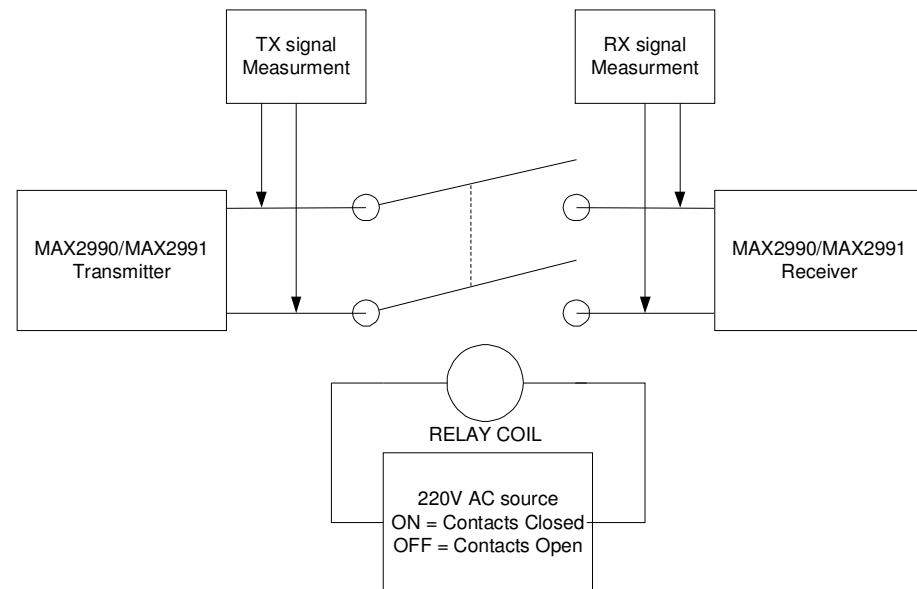 TX signal
Measurment
RX signal
Measurment
MAX2990/MAX2991
Transmitter
MAX2990/MAX2991
Receiver
RELAY COIL
220V AC source
ON = Contacts Closed
OFF = Contacts Open